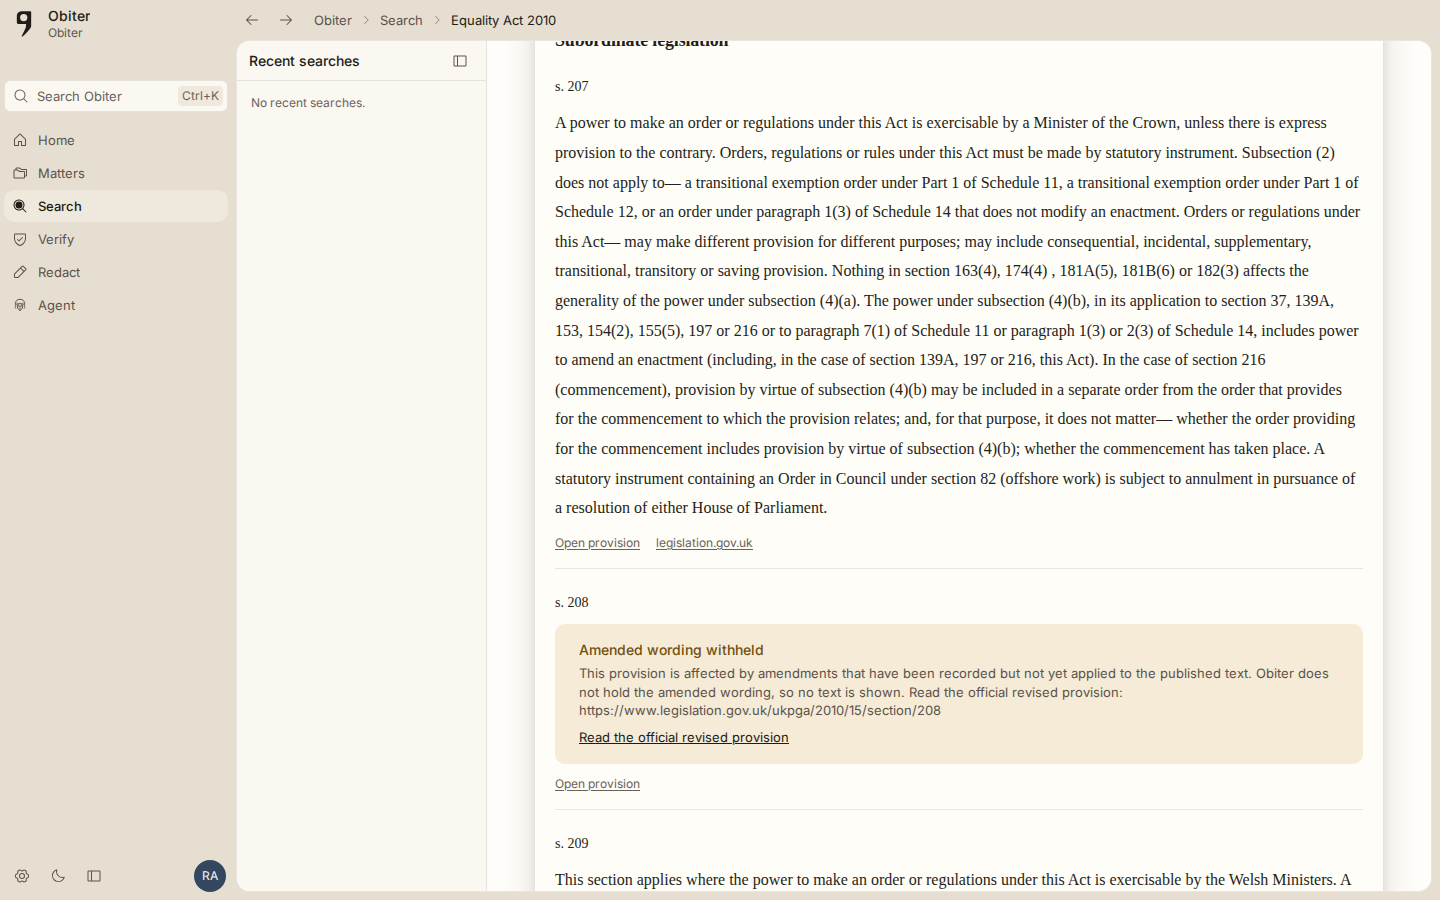 Obiter
Obiter
Search Obiter
Ctrl+K
Home
Matters
Search
Verify
Redact
Agent
RA
Obiter
Search
Equality Act 2010
Recent searches
No recent searches.
Subordinate legislation
s. 207
A power to make an order or regulations under this Act is exercisable by a Minister of the Crown, unless there is express
provision to the contrary. Orders, regulations or rules under this Act must be made by statutory instrument. Subsection (2)
does not apply to— a transitional exemption order under Part 1 of Schedule 11, a transitional exemption order under Part 1 of
Schedule 12, or an order under paragraph 1(3) of Schedule 14 that does not modify an enactment. Orders or regulations under
this Act— may make different provision for different purposes; may include consequential, incidental, supplementary,
transitional, transitory or saving provision. Nothing in section 163(4), 174(4) , 181A(5), 181B(6) or 182(3) affects the
generality of the power under subsection (4)(a). The power under subsection (4)(b), in its application to section 37, 139A,
153, 154(2), 155(5), 197 or 216 or to paragraph 7(1) of Schedule 11 or paragraph 1(3) or 2(3) of Schedule 14, includes power
to amend an enactment (including, in the case of section 139A, 197 or 216, this Act). In the case of section 216
(commencement), provision by virtue of subsection (4)(b) may be included in a separate order from the order that provides
for the commencement to which the provision relates; and, for that purpose, it does not matter— whether the order providing
for the commencement includes provision by virtue of subsection (4)(b); whether the commencement has taken place. A
statutory instrument containing an Order in Council under section 82 (offshore work) is subject to annulment in pursuance of
a resolution of either House of Parliament.
Open provision legislation.gov.uk
s. 208
Amended wording withheld
This provision is affected by amendments that have been recorded but not yet applied to the published text. Obiter does
not hold the amended wording, so no text is shown. Read the official revised provision:
https://www.legislation.gov.uk/ukpga/2010/15/section/208
Read the official revised provision
Open provision
s. 209
This section applies where the power to make an order or regulations under this Act is exercisable by the Welsh Ministers. A